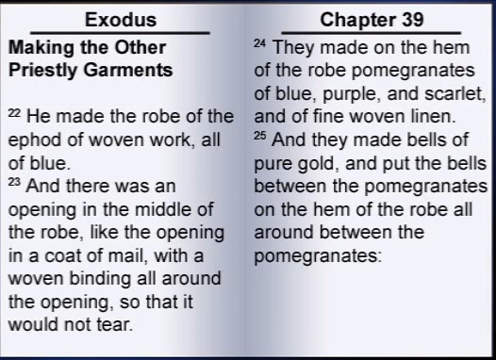 Exodus
Making the Other
Priestly Garments
22 He made the robe of the
ephod of woven work, all
of blue.
23 And there was an
opening in the middle of
the robe, like the opening
in a coat of mail, with a
woven binding all around
the opening, so that it
would not tear.
Chapter 39
24 They made on the hem
of the robe pomegranates
of blue, purple, and scarlet,
and of fine woven linen.
25 And they made bells of
pure gold, and put the bells
between the pomegranates
on the hem of the robe all
around between the
pomegranates: